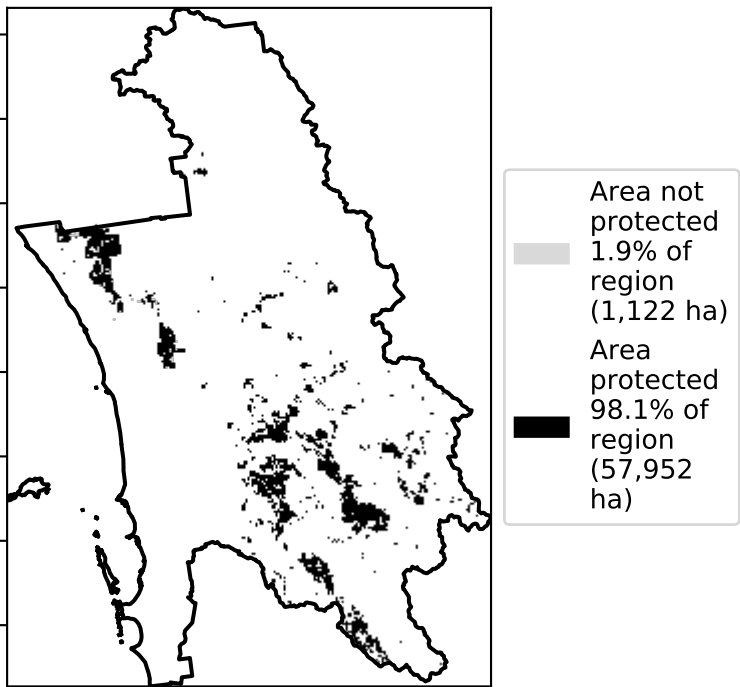 Area not
protected
1.9% of
region
(1,122 ha)
Area
protected
98.1% of
region
(57,952
ha)